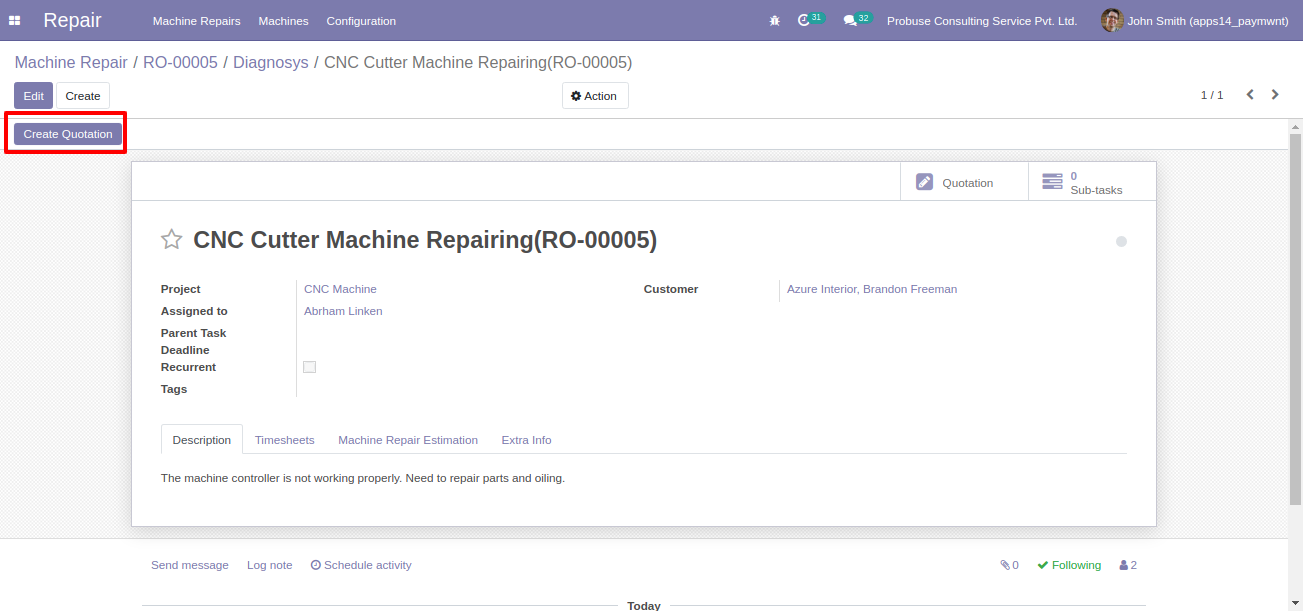 Repair Machine Repairs Machines Configuration 31 32 Probuse Consulting Service Pvt. Ltd. John Smith (apps14_paymwnt)
Machine Repair / RO-00005 / Diagnosys / CNC Cutter Machine Repairing(RO-00005)
Edit Create Action 1 / 1
Create Quotation
Quotation 0 Sub-tasks
CNC Cutter Machine Repairing(RO-00005)
Project CNC Machine Customer Azure Interior, Brandon Freeman
Assigned to Abrham Linken
Parent Task
Deadline
Recurrent
Tags
Description Timesheets Machine Repair Estimation Extra Info
The machine controller is not working properly. Need to repair parts and oiling.
Send message Log note Schedule activity 0 Following 2
Today